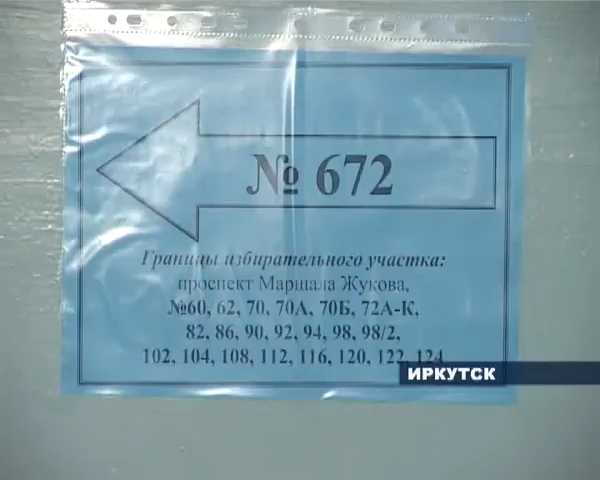 № 672
Границы избирательного участка:
проспект Маршала Жукова,
№60, 62, 70, 70А, 70Б, 72А-К,
82, 86, 90, 92, 94, 98, 98/2,
102, 104, 108, 112, 116, 120, 122, 124
ИРКУТСК